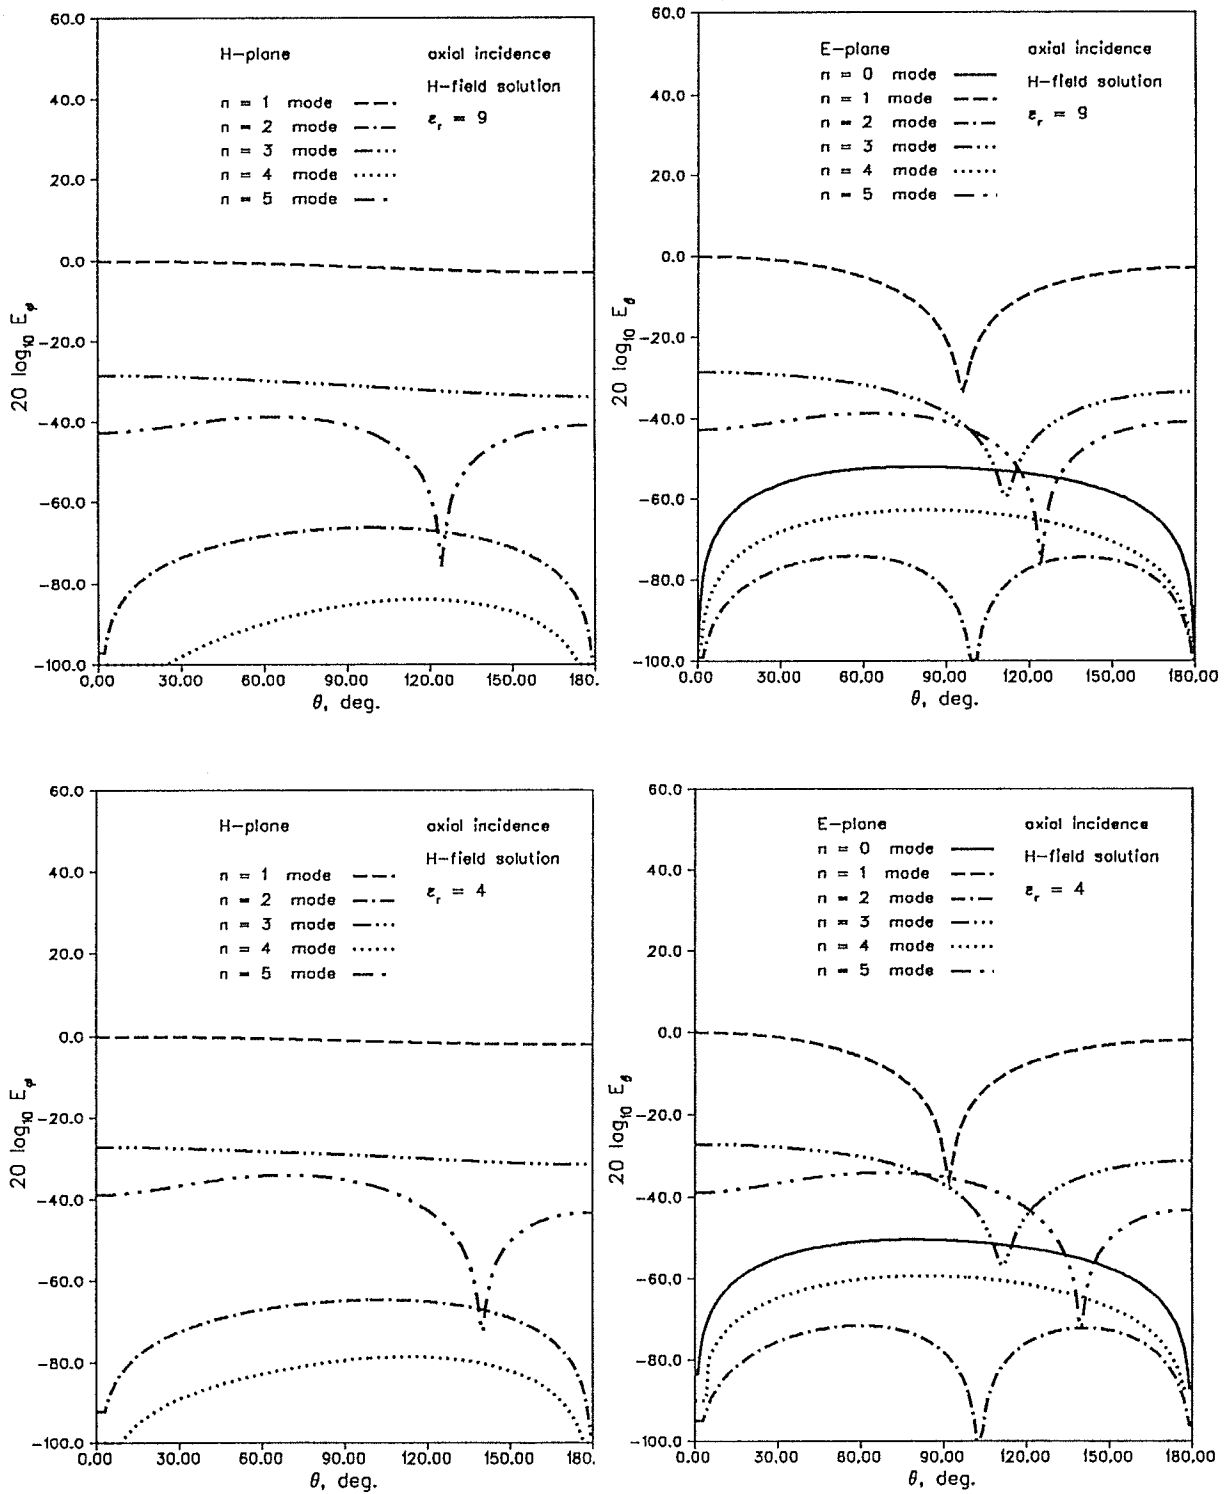 60.0
40.0
20.0
0.0
-20.0
-40.0
-60.0
-80.0
-100.0
20 log₁₀ Eφ
H-plane
n = 1 mode
n = 2 mode
n = 3 mode
n = 4 mode
n = 5 mode
axial incidence
H-field solution
εr = 9
0.00 30.00 60.00 90.00 120.00 150.00 180.
θ, deg.
60.0
40.0
20.0
0.0
-20.0
-40.0
-60.0
-80.0
-100.0
20 log₁₀ Eθ
E-plane
n = 0 mode
n = 1 mode
n = 2 mode
n = 3 mode
n = 4 mode
n = 5 mode
axial incidence
H-field solution
εr = 9
0.00 30.00 60.00 90.00 120.00 150.00 180.00
θ, deg.
60.0
40.0
20.0
0.0
-20.0
-40.0
-60.0
-80.0
-100.0
20 log₁₀ Eφ
H-plane
n = 1 mode
n = 2 mode
n = 3 mode
n = 4 mode
n = 5 mode
axial incidence
H-field solution
εr = 4
0.00 30.00 60.00 90.00 120.00 150.00 180.
θ, deg.
60.0
40.0
20.0
0.0
-20.0
-40.0
-60.0
-80.0
-100.0
20 log₁₀ Eθ
E-plane
n = 0 mode
n = 1 mode
n = 2 mode
n = 3 mode
n = 4 mode
n = 5 mode
axial incidence
H-field solution
εr = 4
0.00 30.00 60.00 90.00 120.00 150.00 180.00
θ, deg.